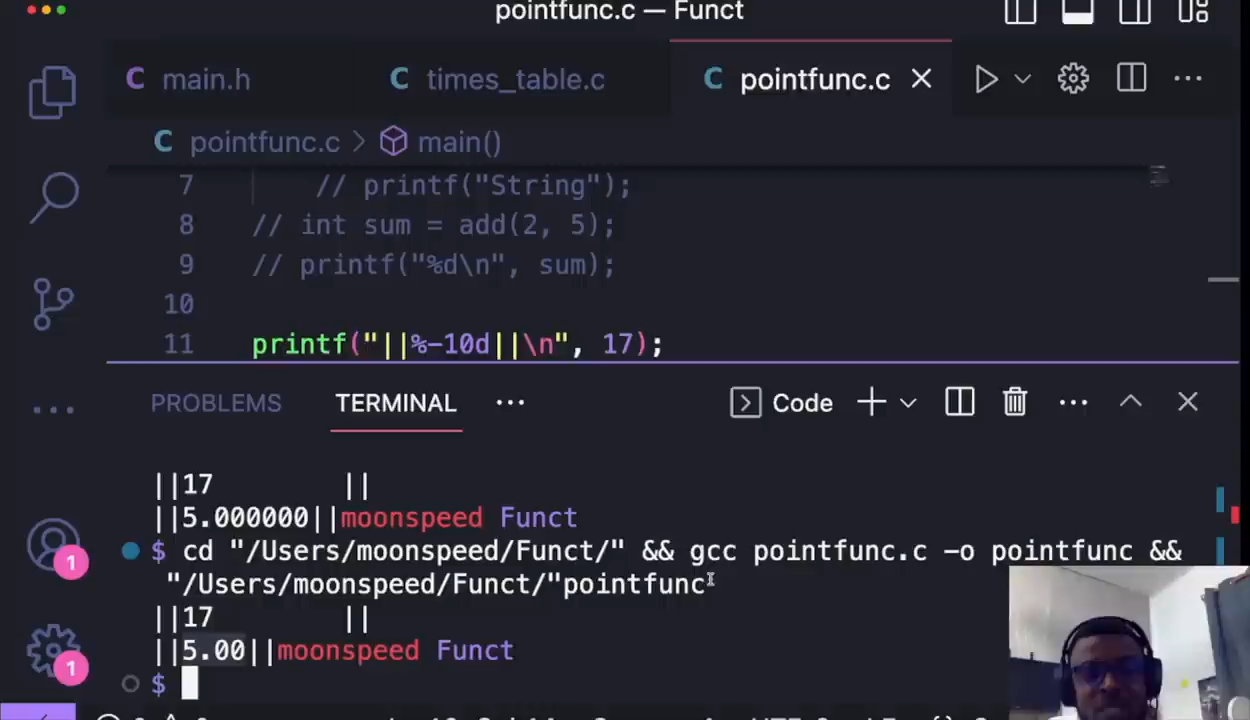 pointfunc.c — Funct
main.h times_table.c pointfunc.c
pointfunc.c > main()
7 // printf("String");
8 // int sum = add(2, 5);
9 // printf("%d\n", sum);
10
11 printf("||%-10d||\n", 17);
PROBLEMS TERMINAL ... Code
||17        ||
||5.000000||moonspeed Funct
$ cd "/Users/moonspeed/Funct/" && gcc pointfunc.c -o pointfunc &&
"/Users/moonspeed/Funct/"pointfunc
1
||17        ||
||5.00||moonspeed Funct
1
$